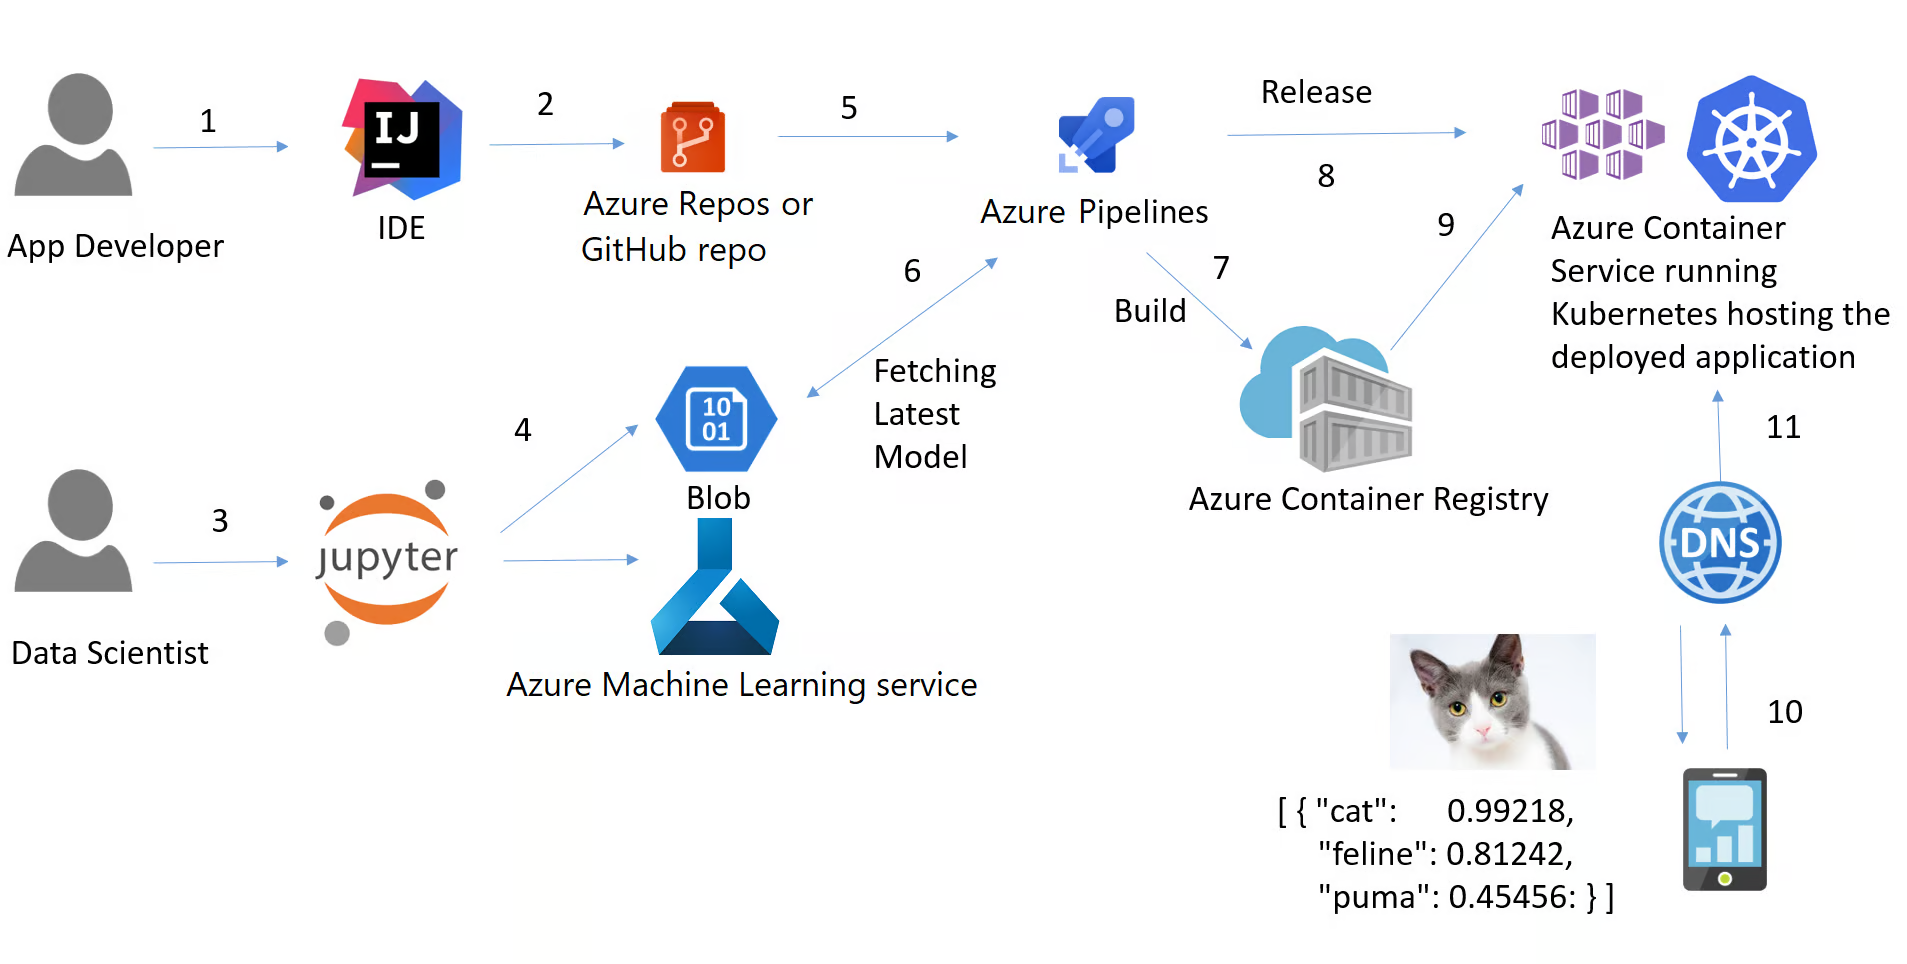 1
2
5
Release
8
IJ
App Developer
IDE
Azure Repos or
GitHub repo
Azure Pipelines
6
7
Build
9
Azure Container
Service running
Kubernetes hosting the
deployed application
Fetching
Latest
Model
3
jupyter
4
10
01
Blob
Azure Container Registry
11
DNS
Data Scientist
Azure Machine Learning service
10
[ { "cat": 0.99218,
"feline": 0.81242,
"puma": 0.45456: } ]